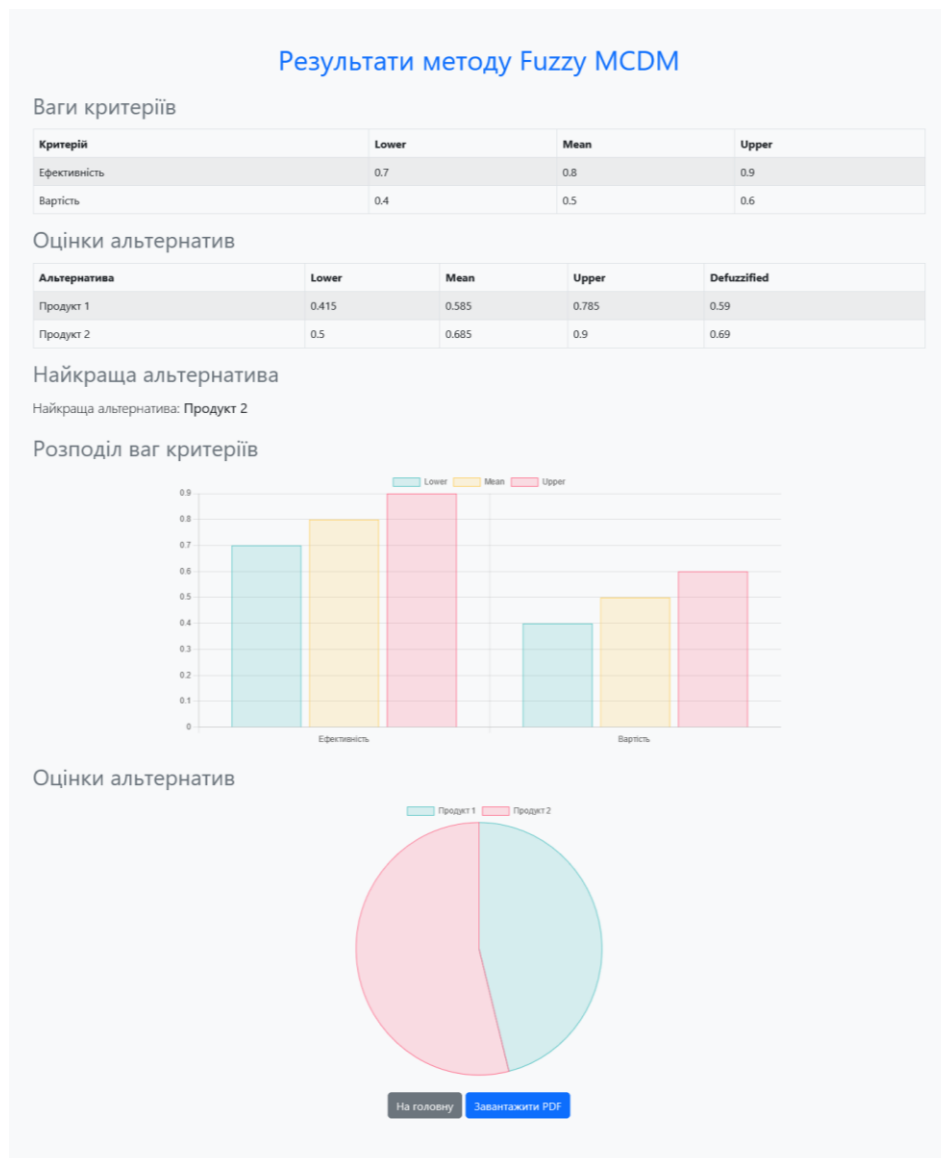 Результати методу Fuzzy MCDM
Ваги критеріїв
Критерій Lower Mean Upper
Ефективність 0.7 0.8 0.9
Вартість 0.4 0.5 0.6
Оцінки альтернатив
Альтернатива Lower Mean Upper Defuzzified
Продукт 1 0.415 0.585 0.785 0.59
Продукт 2 0.5 0.685 0.9 0.69
Найкраща альтернатива
Найкраща альтернатива: Продукт 2
Розподіл ваг критеріїв
Lower Mean Upper
0.9
0.8
0.7
0.6
0.5
0.4
0.3
0.2
0.1
0
Ефективність Вартість
Оцінки альтернатив
Продукт 1 Продукт 2
На головну Завантажити PDF